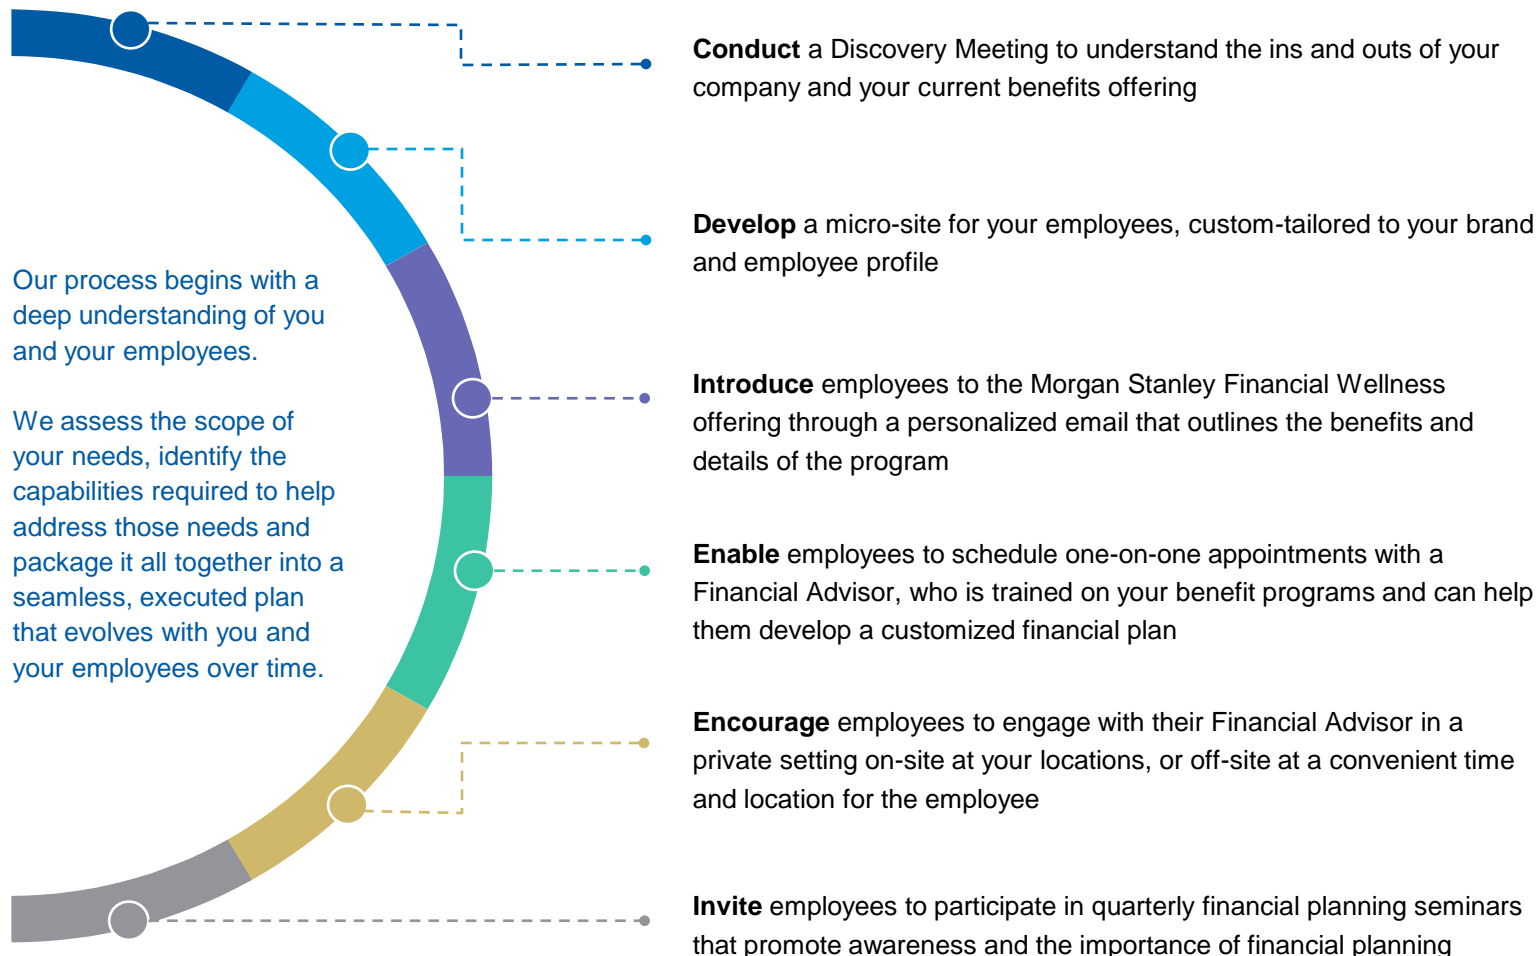 Our process begins with a
deep understanding of you
and your employees.
We assess the scope of
your needs, identify the
capabilities required to help
address those needs and
package it all together into a
seamless, executed plan
that evolves with you and
your employees over time.
Conduct a Discovery Meeting to understand the ins and outs of your
company and your current benefits offering
Develop a micro-site for your employees, custom-tailored to your brand
and employee profile
Introduce employees to the Morgan Stanley Financial Wellness
offering through a personalized email that outlines the benefits and
details of the program
Enable employees to schedule one-on-one appointments with a
Financial Advisor, who is trained on your benefit programs and can help
them develop a customized financial plan
Encourage employees to engage with their Financial Advisor in a
private setting on-site at your locations, or off-site at a convenient time
and location for the employee
Invite employees to participate in quarterly financial planning seminars
that promote awareness and the importance of financial planning